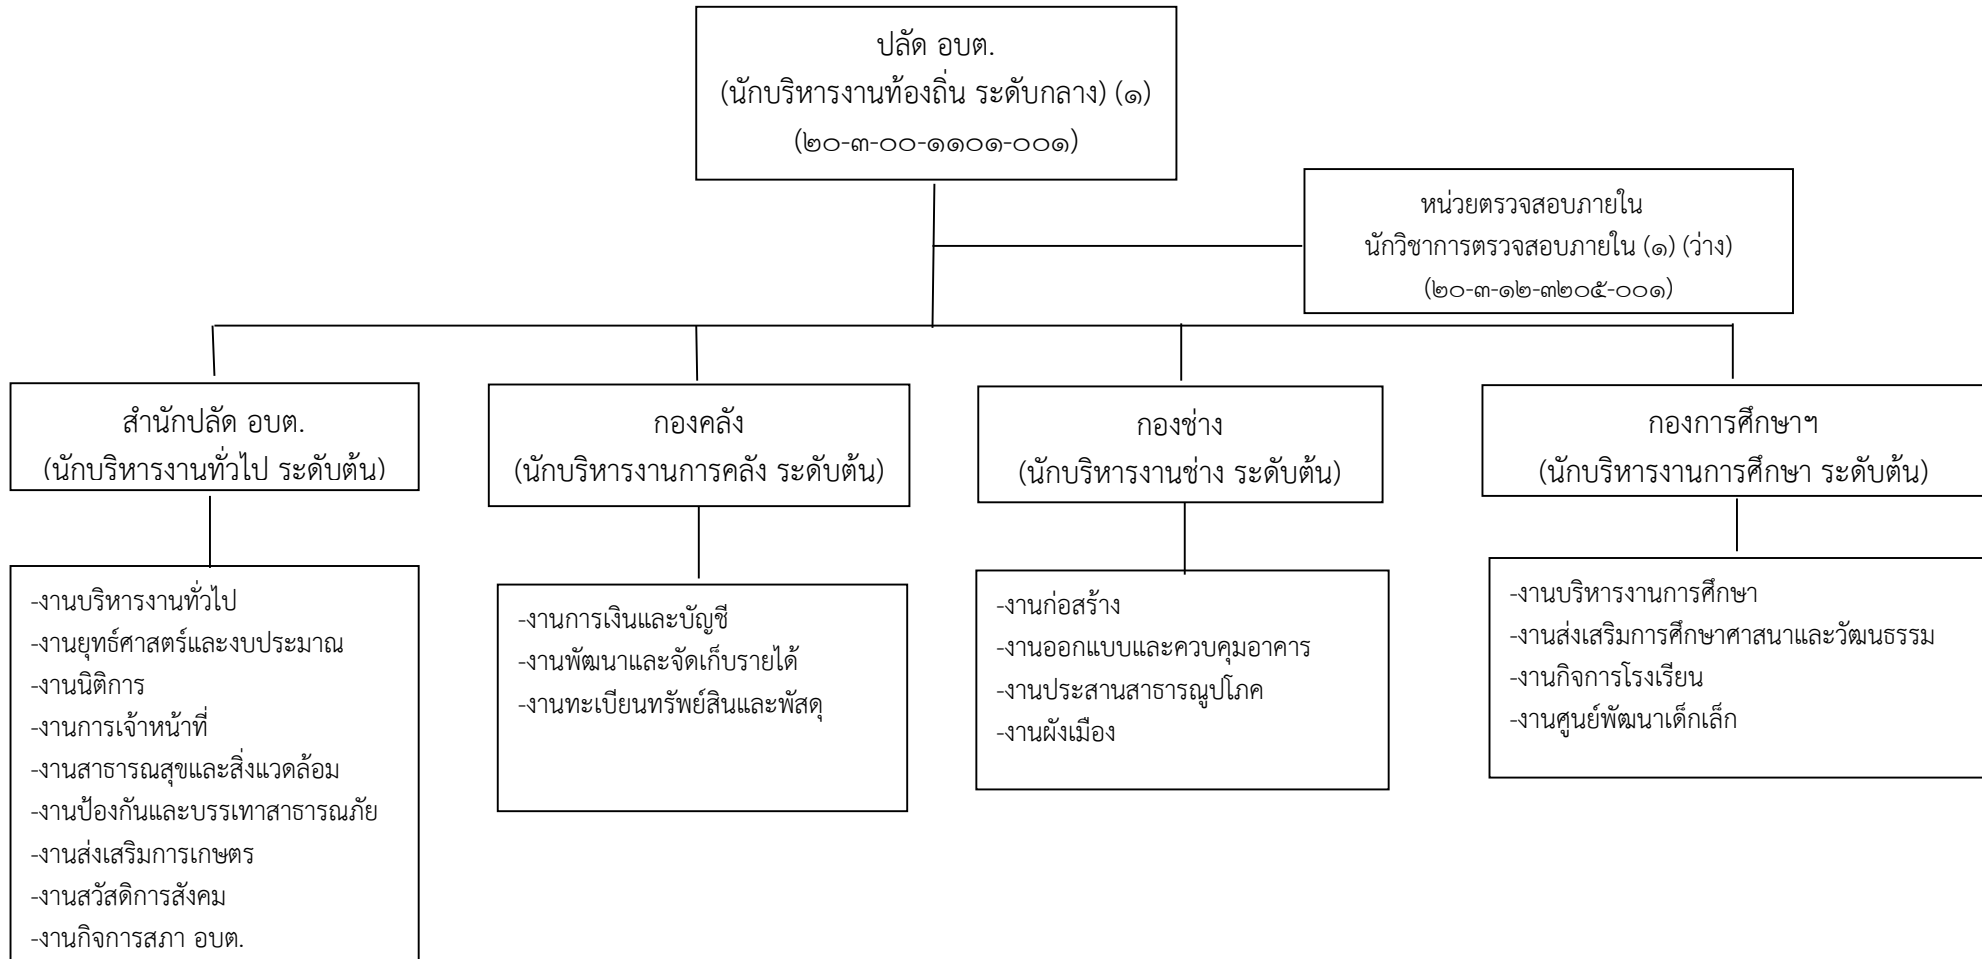 ปลัด อบต.
(นักบริหารงานท้องถิ่น ระดับกลาง) (๑)
(๒๐-๓-๐๐-๑๑๐๑-๐๐๑)
หน่วยตรวจสอบภายใน
นักวิชาการตรวจสอบภายใน (๑) (ว่าง)
(๒๐-๓-๑๒-๓๒๐๕-๐๐๑)
สำนักปลัด อบต.
(นักบริหารงานทั่วไป ระดับต้น)
กองคลัง
(นักบริหารงานการคลัง ระดับต้น)
กองช่าง
(นักบริหารงานช่าง ระดับต้น)
กองการศึกษาฯ
(นักบริหารงานการศึกษา ระดับต้น)
-งานบริหารงานทั่วไป
-งานยุทธ์ศาสตร์และงบประมาณ
-งานนิติการ
-งานการเจ้าหน้าที่
-งานสาธารณสุขและสิ่งแวดล้อม
-งานป้องกันและบรรเทาสาธารณภัย
-งานส่งเสริมการเกษตร
-งานสวัสดิการสังคม
-งานกิจการสภา อบต.
-งานการเงินและบัญชี
-งานพัฒนาและจัดเก็บรายได้
-งานทะเบียนทรัพย์สินและพัสดุ
-งานก่อสร้าง
-งานออกแบบและควบคุมอาคาร
-งานประสานสาธารณูปโภค
-งานผังเมือง
-งานบริหารงานการศึกษา
-งานส่งเสริมการศึกษาศาสนาและวัฒนธรรม
-งานกิจการโรงเรียน
-งานศูนย์พัฒนาเด็กเล็ก